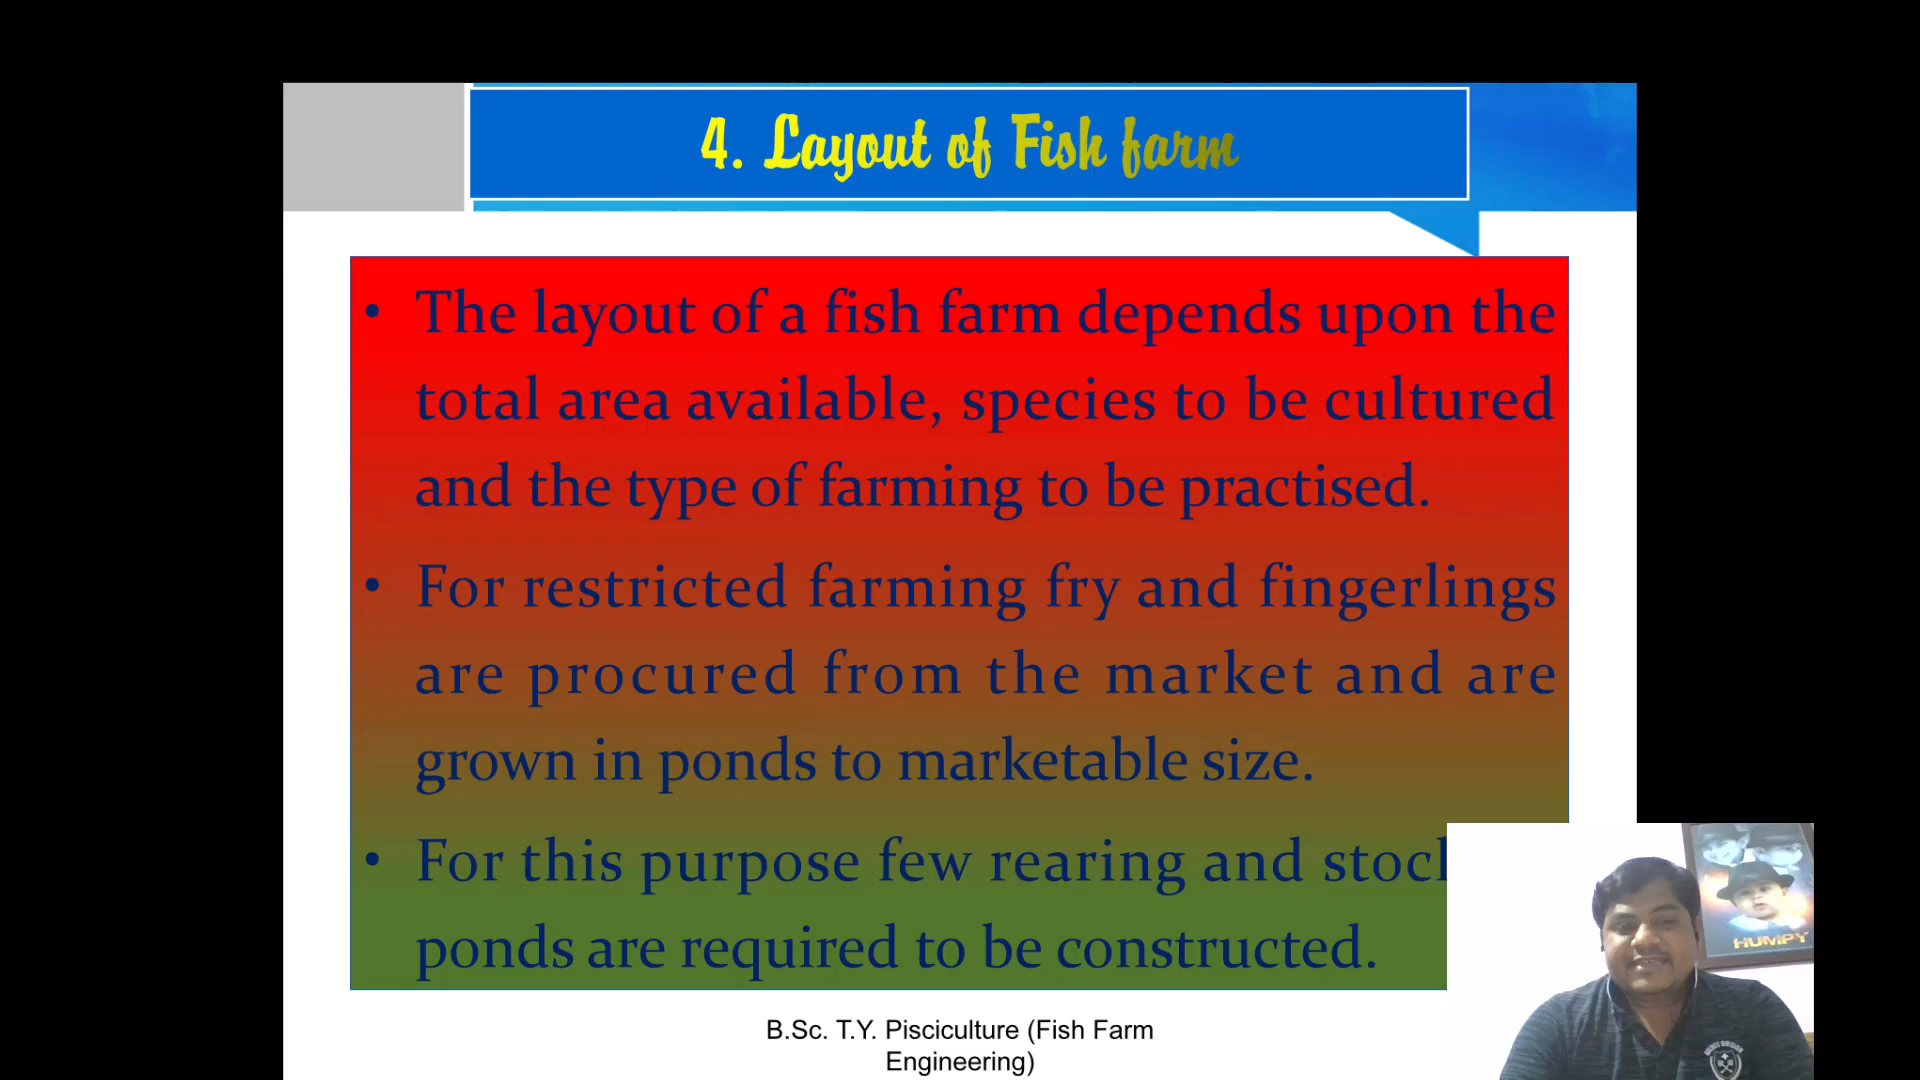 4. Layout of Fish farm
• The layout of a fish farm depends upon the
total area available, species to be cultured
and the type of farming to be practised.
• For restricted farming fry and fingerlings
are procured from the market and are
grown in ponds to marketable size.
• For this purpose few rearing and
ponds are required to be constructed.
B.Sc. T.Y. Pisciculture (Fish Farm
Engineering)
HUMPY